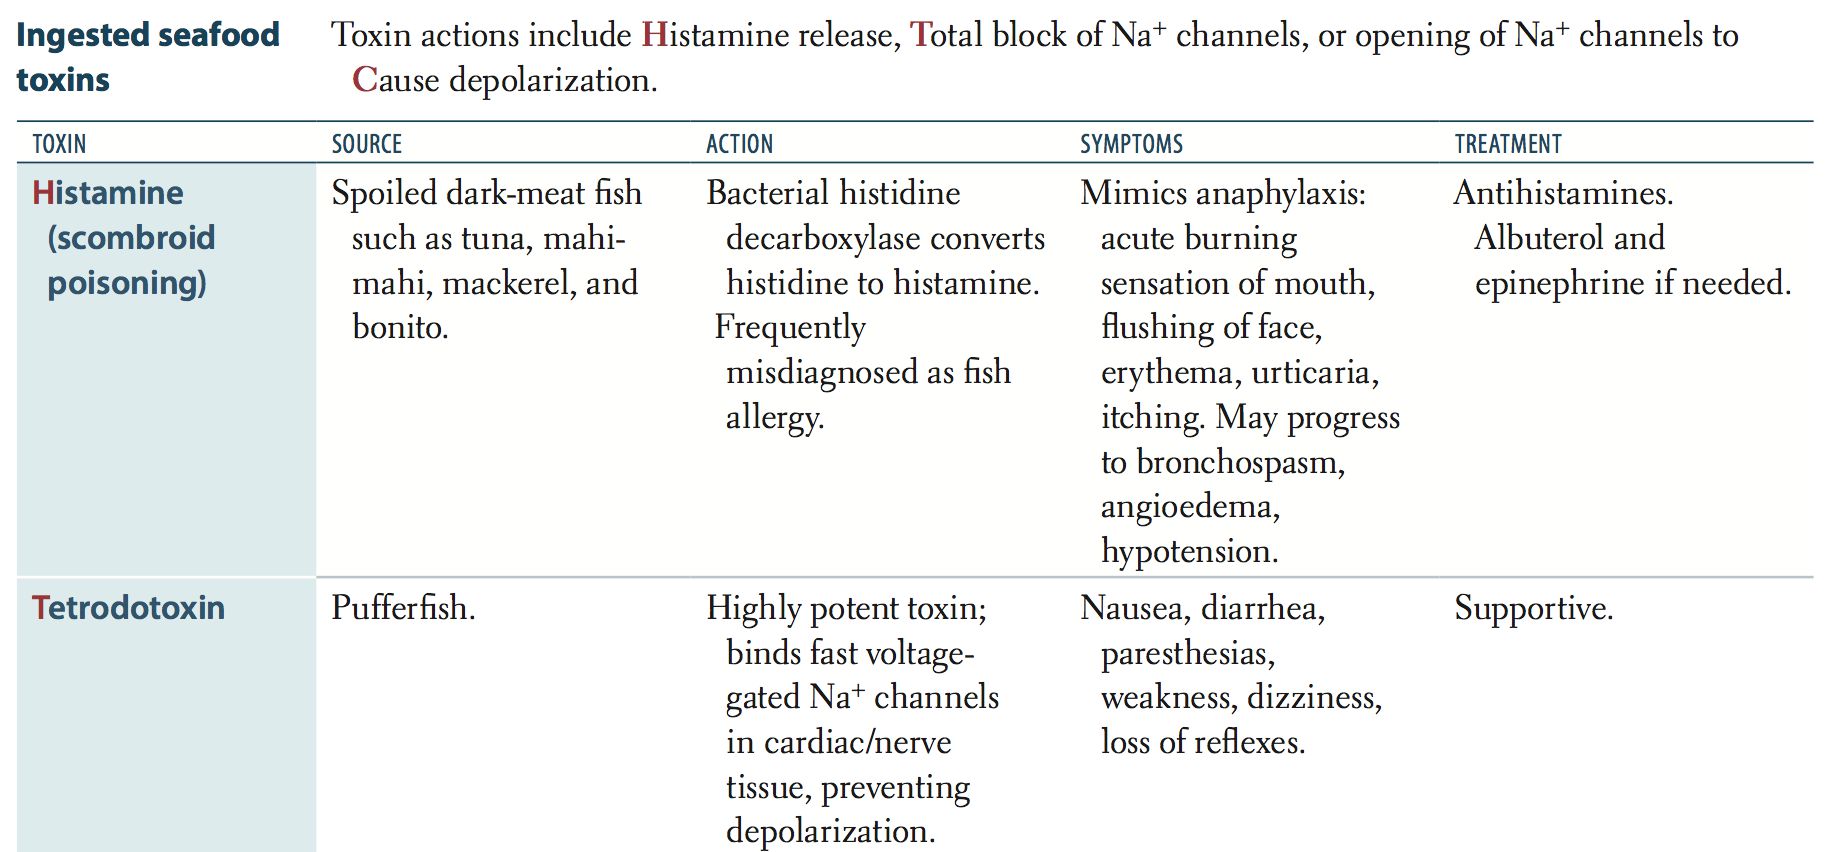 Ingested seafood toxins
Toxin actions include Histamine release, Total block of Na⁺ channels, or opening of Na⁺ channels to
Cause depolarization.
TOXIN SOURCE ACTION SYMPTOMS TREATMENT
Histamine
(scombroid
poisoning)
Spoiled dark-meat fish
such as tuna, mahi-
mahi, mackerel, and
bonito.
Bacterial histidine
decarboxylase converts
histidine to histamine.
Frequently
misdiagnosed as fish
allergy.
Mimics anaphylaxis:
acute burning
sensation of mouth,
flushing of face,
erythema, urticaria,
itching. May progress
to bronchospasm,
angioedema,
hypotension.
Antihistamines.
Albuterol and
epinephrine if needed.
Tetrodotoxin
Pufferfish.
Highly potent toxin;
binds fast voltage-
gated Na⁺ channels
in cardiac/nerve
tissue, preventing
depolarization.
Nausea, diarrhea,
paresthesias,
weakness, dizziness,
loss of reflexes.
Supportive.